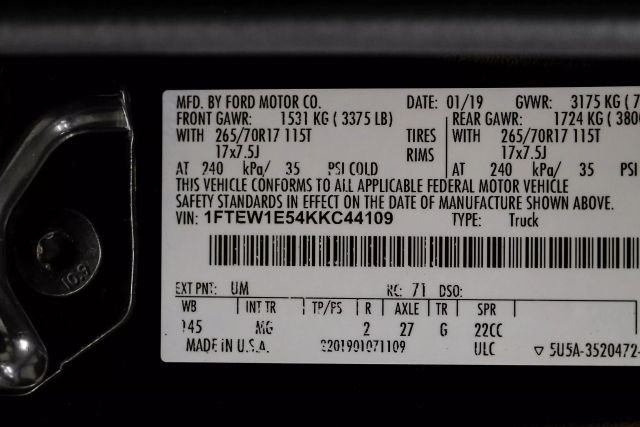 MFD. BY FORD MOTOR CO. DATE: 01/19 GVWR: 3175 KG ( 7
FRONT GAWR: 1531 KG ( 3375 LB) REAR GAWR: 1724 KG ( 3800
WITH 265/70R17 115T TIRES WITH 265/70R17 115T
17x7.5J RIMS 17x7.5J
AT 240 kPa/ 35 PSI COLD AT 240 kPa/ 35 PSI
THIS VEHICLE CONFORMS TO ALL APPLICABLE FEDERAL MOTOR VEHICLE
SAFETY STANDARDS IN EFFECT ON THE DATE OF MANUFACTURE SHOWN ABOVE.
VIN: 1FTEW1E54KKC44109 TYPE: Truck
EXT PNT: UM RC: 71 DSO:
WB INT TR TP/PS R AXLE TR SPR
145 MG 2 27 G 22CC
MADE IN U.S.A. ULC ▽ 5U5A-3520472-